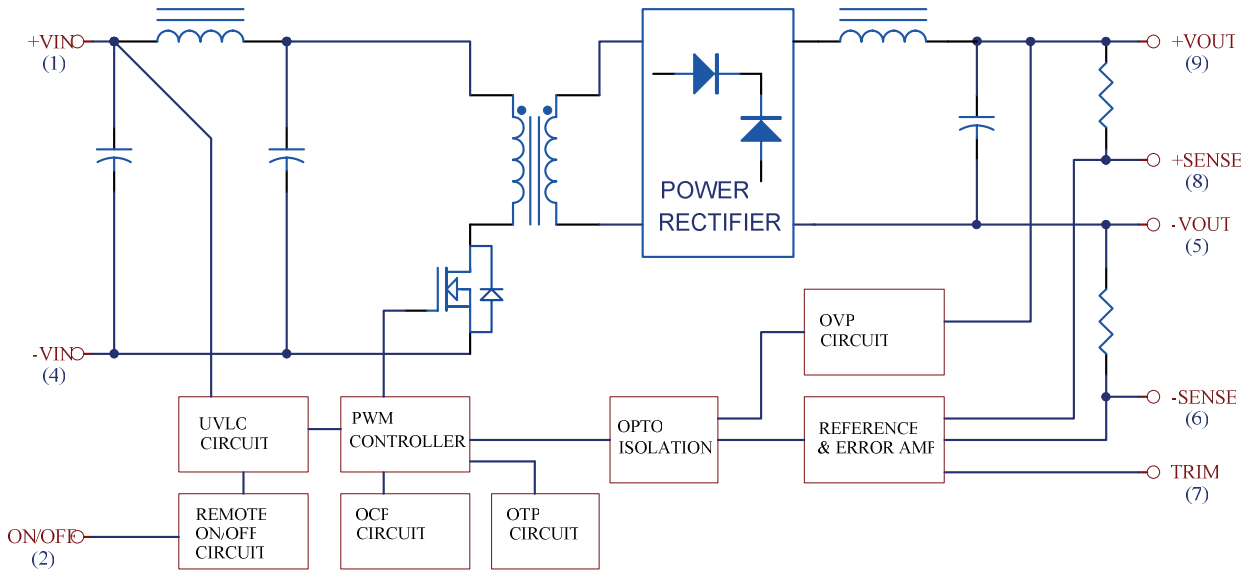 +VIN
(1)
-VIN
(4)
ON/OFF
(2)
UVLO
CIRCUIT
REMOTE
ON/OFF
CIRCUIT
PWM
CONTROLLER
OCP
CIRCUIT
OTP
CIRCUIT
OPTO
ISOLATION
POWER
RECTIFIER
OVP
CIRCUIT
REFERENCE
& ERROR AMP
+VOUT
(9)
+SENSE
(8)
-VOUT
(5)
-SENSE
(6)
TRIM
(7)